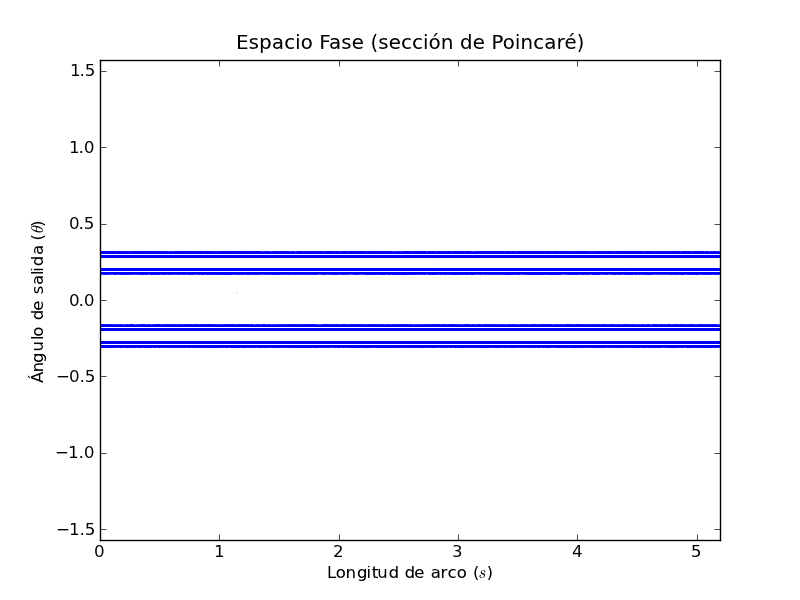 Espacio Fase (sección de Poincaré)
1.5
1.0
0.5
0.0
−0.5
−1.0
−1.5
Ángulo de salida (θ)
0 1 2 3 4 5
Longitud de arco (s)